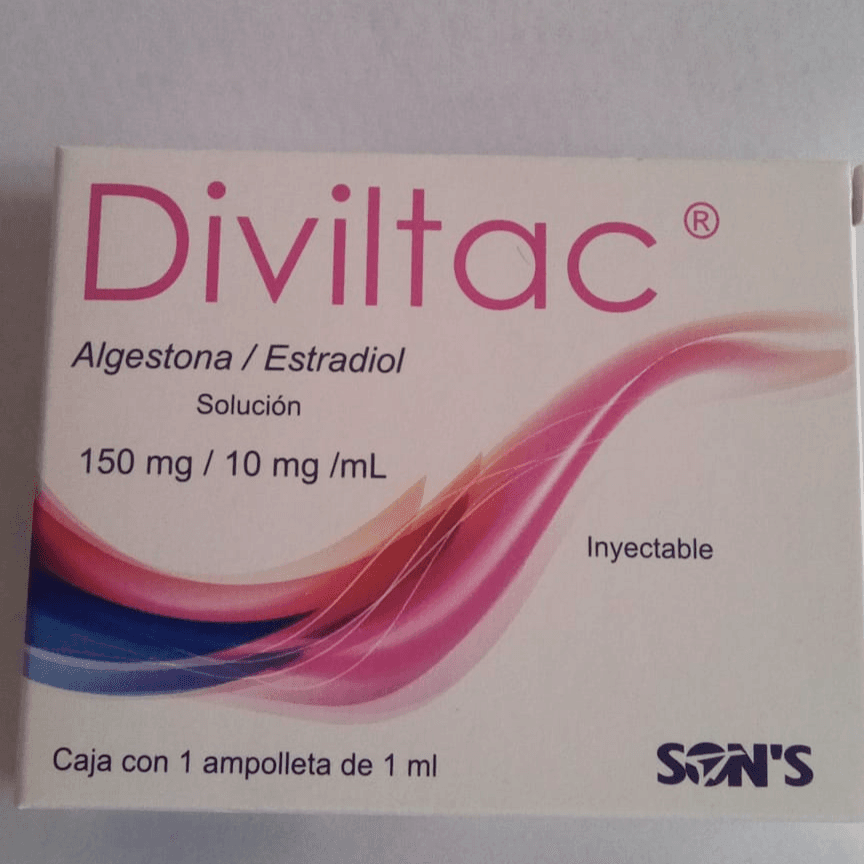 Diviltac ®
Algestona / Estradiol
Solución
150 mg / 10 mg /mL
Inyectable
Caja con 1 ampolleta de 1 ml
SON'S